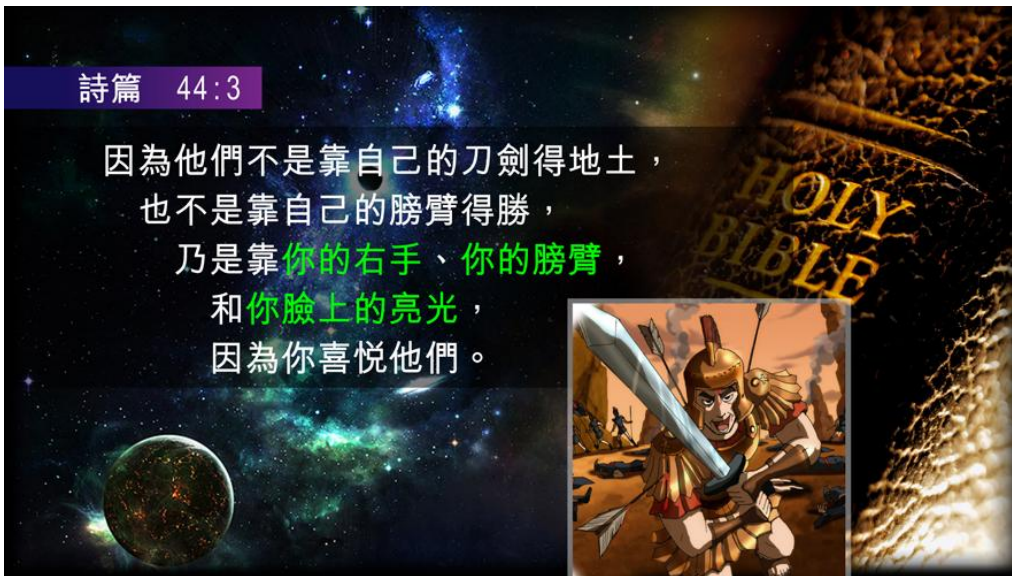 詩篇 44:3
因為他們不是靠自己的刀劍得地土，
也不是靠自己的膀臂得勝，
乃是靠你的右手、你的膀臂，
和你臉上的亮光，
因為你喜悅他們。
HOLY
BIBLE